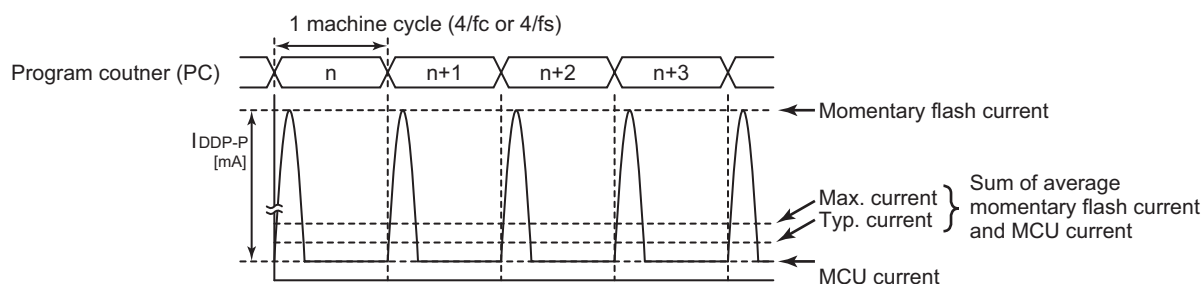 1 machine cycle (4/fc or 4/fs)
Program coutner (PC)
n
n+1
n+2
n+3
Momentary flash current
IDDP-P
[mA]
Max. current
Typ. current
Sum of average
momentary flash current
and MCU current
MCU current